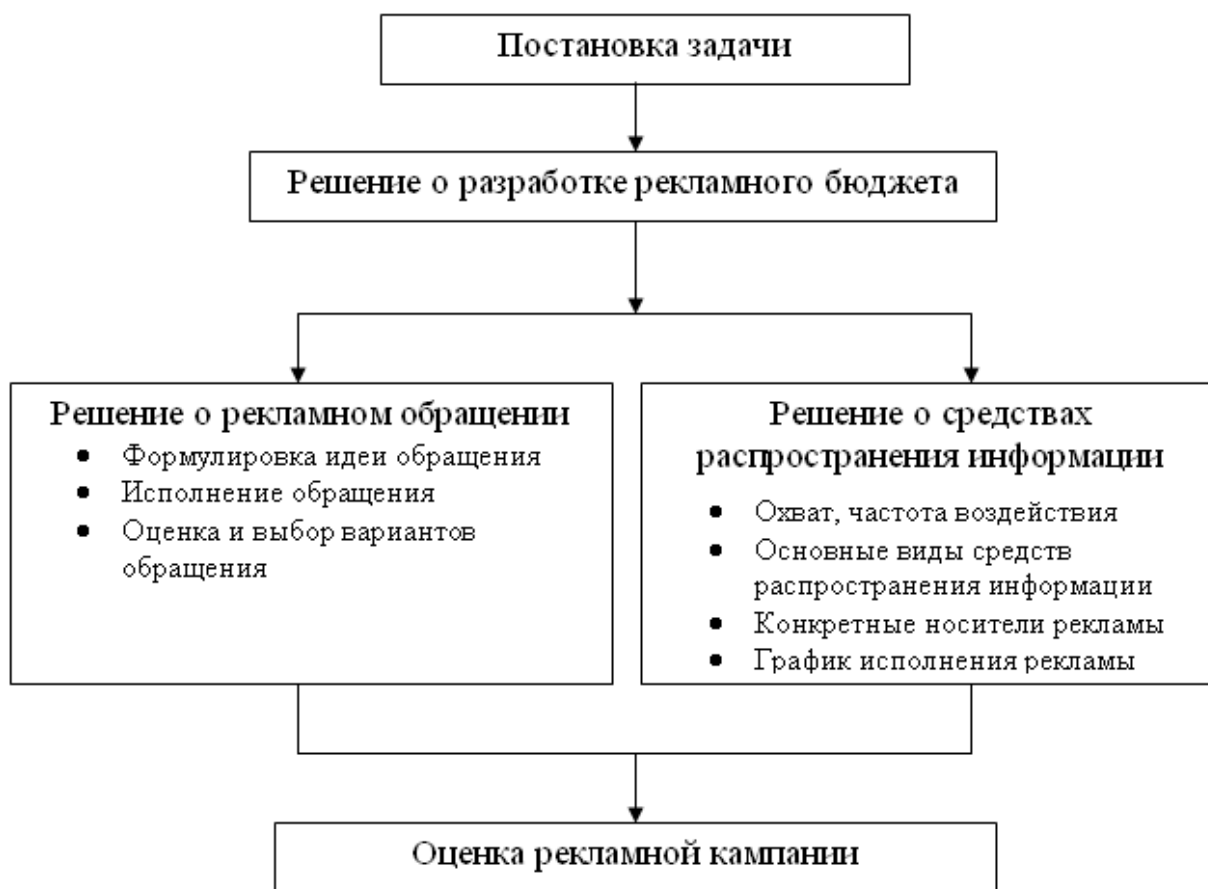 Постановка задачи
Решение о разработке рекламного бюджета
Решение о рекламном обращении
● Формулировка идеи обращения
● Исполнение обращения
● Оценка и выбор вариантов
обращения
Решение о средствах
распространения информации
● Охват, частота воздействия
● Основные виды средств
распространения информации
● Конкретные носители рекламы
● График исполнения рекламы
Оценка рекламной кампании